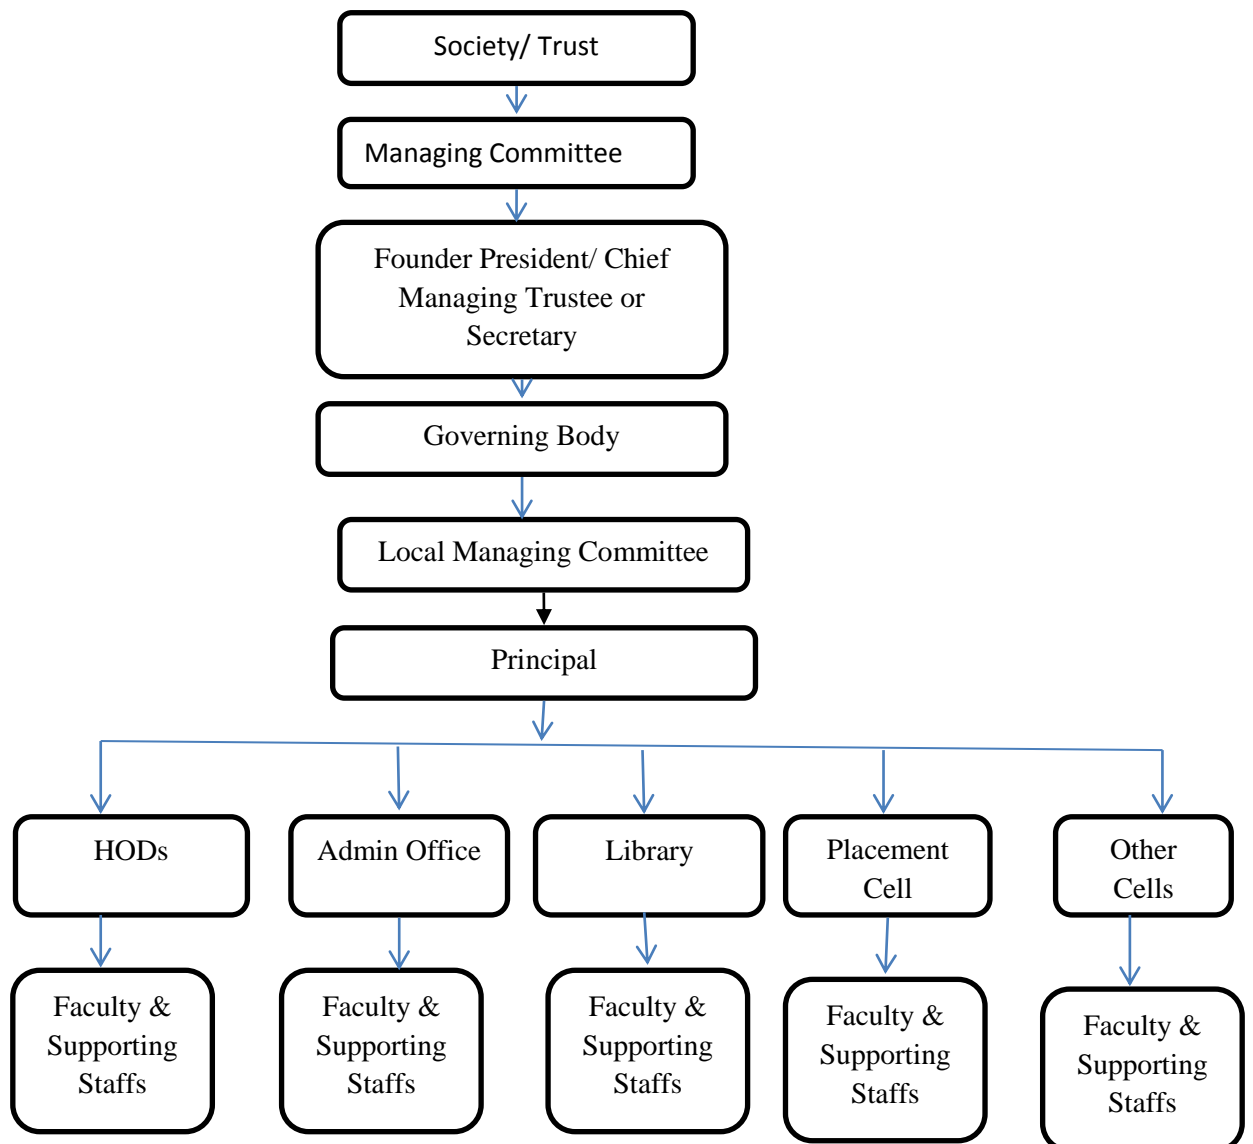 Society/ Trust
Managing Committee
Founder President/ Chief
Managing Trustee or
Secretary
Governing Body
Local Managing Committee
Principal
HODs
Admin Office
Library
Placement
Cell
Other
Cells
Faculty &
Supporting
Staffs
Faculty &
Supporting
Staffs
Faculty &
Supporting
Staffs
Faculty &
Supporting
Staffs
Faculty &
Supporting
Staffs